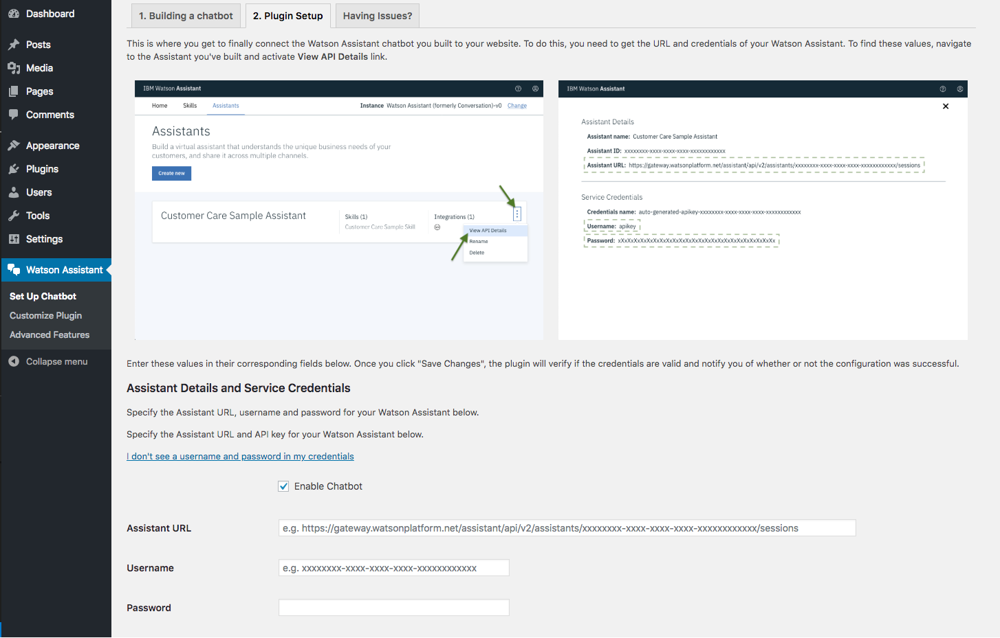 Dashboard
Posts
Media
Pages
Comments
Appearance
Plugins
Users
Tools
Settings
Watson Assistant
Set Up Chatbot
Customize Plugin
Advanced Features
Collapse menu
1. Building a chatbot
2. Plugin Setup
Having Issues?
This is where you get to finally connect the Watson Assistant chatbot you built to your website. To do this, you need to get the URL and credentials of your Watson Assistant. To find these values, navigate
to the Assistant you've built and activate View API Details link.
IBM Watson Assistant
Home Skills Assistants
Instance Watson Assistant (formerly Conversation)-v0 Change
Assistants
Build a virtual assistant that understands the unique business needs of your
customers, and share it across multiple channels.
Create new
Customer Care Sample Assistant
Skills (1)
Customer Care Sample Skill
Integrations (1)
View API Details
Rename
Delete
IBM Watson Assistant
Assistant Details
Assistant name: Customer Care Sample Assistant
Assistant ID: xxxxxxxx-xxxx-xxxx-xxxx-xxxxxxxxxxxx
Assistant URL: https://gateway.watsonplatform.net/assistant/api/v2/assistants/xxxxxxxx-xxxx-xxxx-xxxx-xxxxxxxxxxxx/sessions
Service Credentials
Credentials name: auto-generated-apikey-xxxxxxxx-xxxx-xxxx-xxxx-xxxxxxxxxxxx
Username: apikey
Password: xXxXxXxXxXxXxXxXxXxXxXxXxXxXxXxXxXxXxXxXxXxXx
Enter these values in their corresponding fields below. Once you click "Save Changes", the plugin will verify if the credentials are valid and notify you of whether or not the configuration was successful.
Assistant Details and Service Credentials
Specify the Assistant URL, username and password for your Watson Assistant below.
Specify the Assistant URL and API key for your Watson Assistant below.
I don't see a username and password in my credentials
Enable Chatbot
Assistant URL
e.g. https://gateway.watsonplatform.net/assistant/api/v2/assistants/xxxxxxxx-xxxx-xxxx-xxxx-xxxxxxxxxxxx/sessions
Username
e.g. xxxxxxxx-xxxx-xxxx-xxxx-xxxxxxxxxxxx
Password